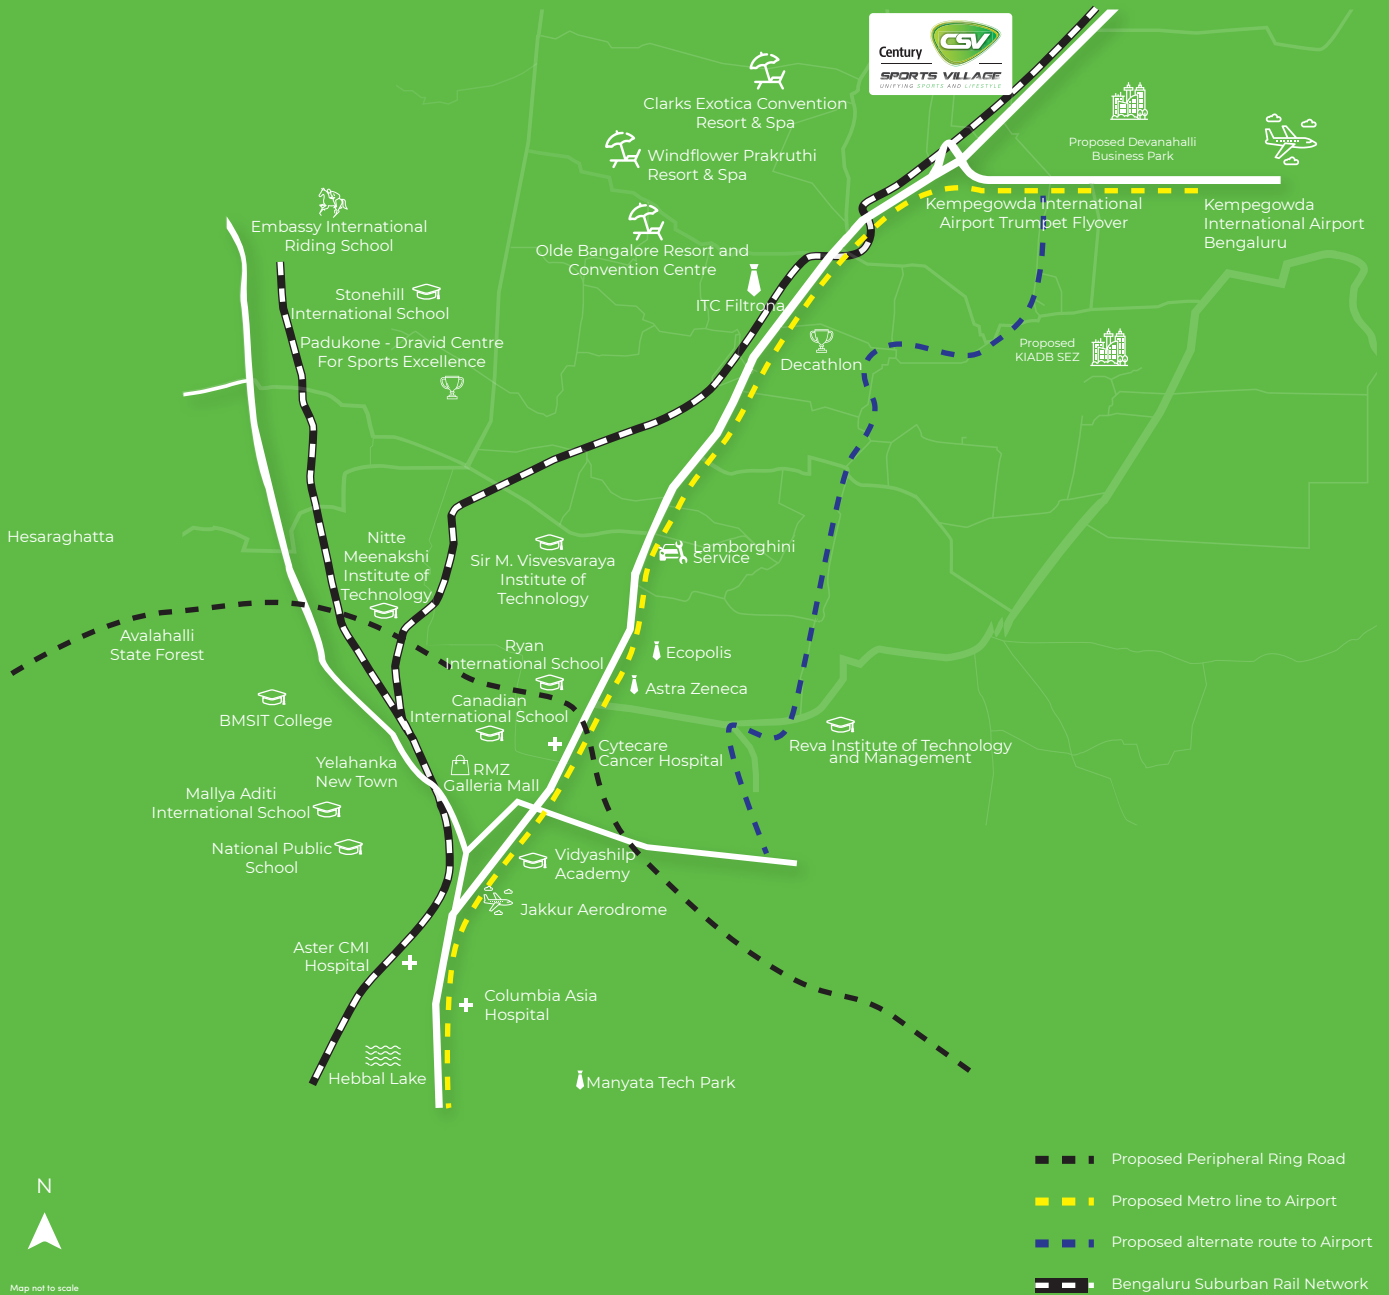 Century
CSV
SPORTS VILLAGE
UNIFYING SPORTS AND LIFESTYLE
Clarks Exotica Convention
Resort & Spa
Windflower Prakruthi
Resort & Spa
Proposed Devanahalli
Business Park
Kempegowda International
Airport Trumpet Flyover
Kempegowda
International Airport
Bengaluru
Embassy International
Riding School
Olde Bangalore Resort and
Convention Centre
Stonehill
International School
ITC Filtrona
Padukone - Dravid Centre
For Sports Excellence
Decathlon
Proposed
KIADB SEZ
Hesaraghatta
Nitte
Meenakshi
Institute of
Technology
Sir M. Visvesvaraya
Institute of
Technology
Lamborghini
Service
Avalahalli
State Forest
Ryan
International School
Ecopolis
Astra Zeneca
Canadian
International School
BMSIT College
Cytecare
Cancer Hospital
Reva Institute of Technology
and Management
Yelahanka
New Town
RMZ
Galleria Mall
Mallya Aditi
International School
National Public
School
Vidyashilp
Academy
Jakkur Aerodrome
Aster CMI
Hospital
Columbia Asia
Hospital
Hebbal Lake
Manyata Tech Park
Proposed Peripheral Ring Road
Proposed Metro line to Airport
Proposed alternate route to Airport
Bengaluru Suburban Rail Network
N
Map not to scale